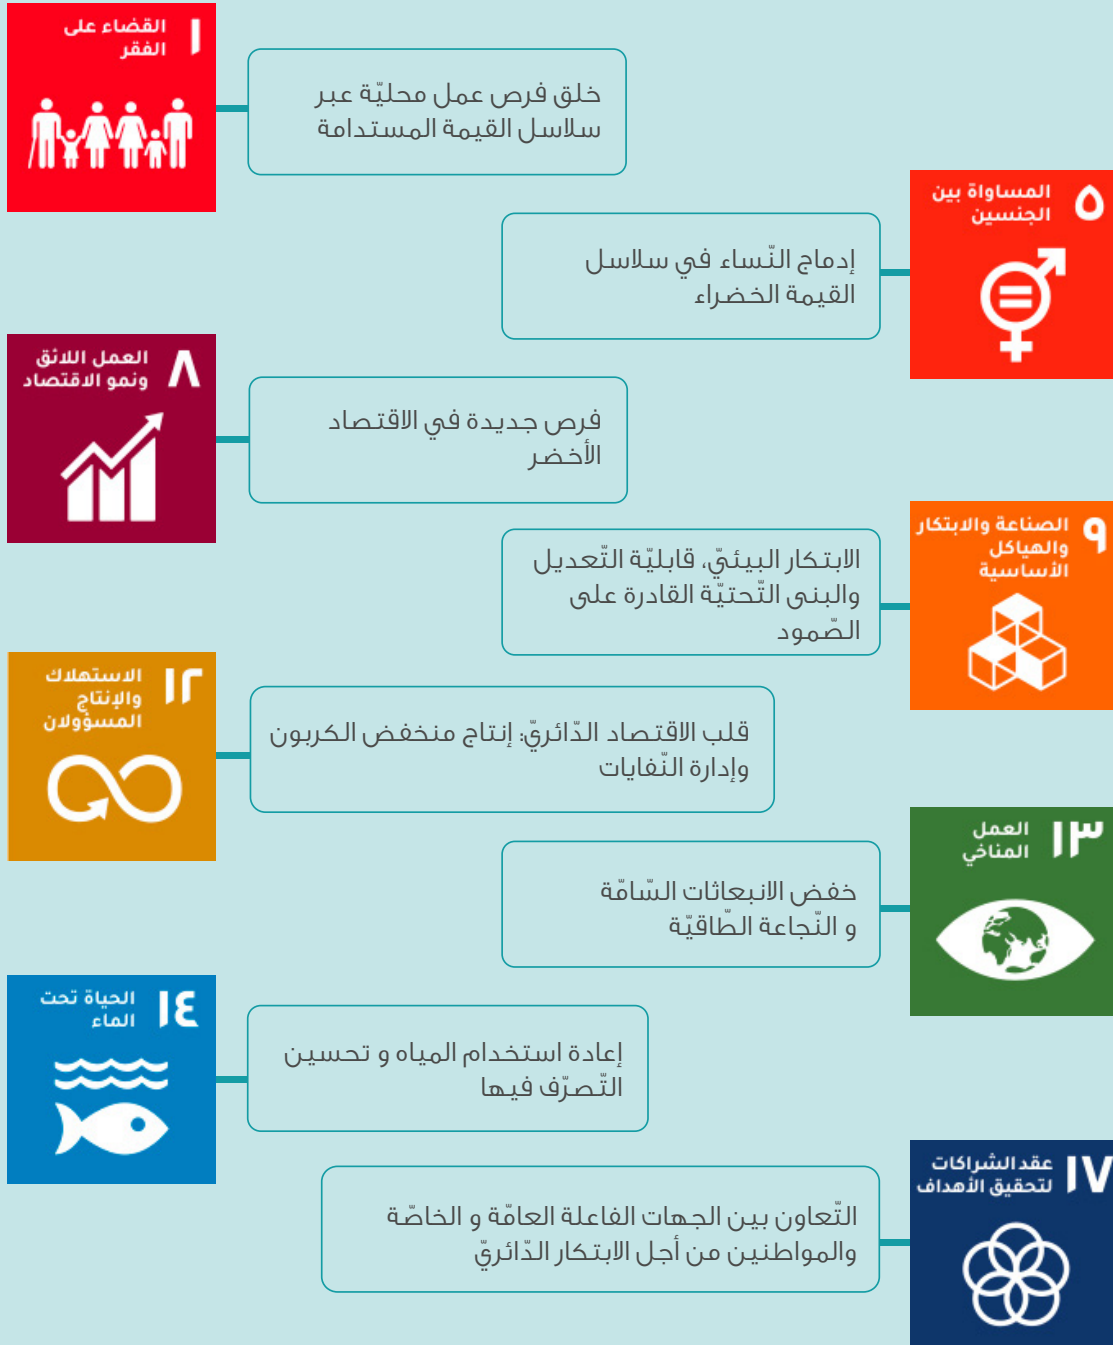 ١
القضاء على
الفقر
خلق فرص عمل محليّة عبر
سلاسل القيمة المستدامة
٥
المساواة بين
الجنسين
إدماج النّساء في سلاسل
القيمة الخضراء
٨
العمل اللائق
ونمو الاقتصاد
فرص جديدة في الاقتصاد
الأخضر
٩
الصناعة والابتكار
والهياكل
الأساسية
الابتكار البيئيّ، قابليّة التّعديل
والبنى التّحتيّة القادرة على
الصّمود
١٢
الاستهلاك
والإنتاج
المسؤولان
قلب الاقتصاد الدّائريّ: إنتاج منخفض الكربون
وإدارة النّفايات
١٣
العمل
المناخي
خفض الانبعاثات السّامّة
و النّجاعة الطّاقيّة
١٤
الحياة تحت
الماء
إعادة استخدام المياه و تحسين
التّصرّف فيها
١٧
عقد الشراكات
لتحقيق الأهداف
التّعاون بين الجهات الفاعلة العامّة و الخاصّة
والمواطنين من أجل الابتكار الدّائريّ